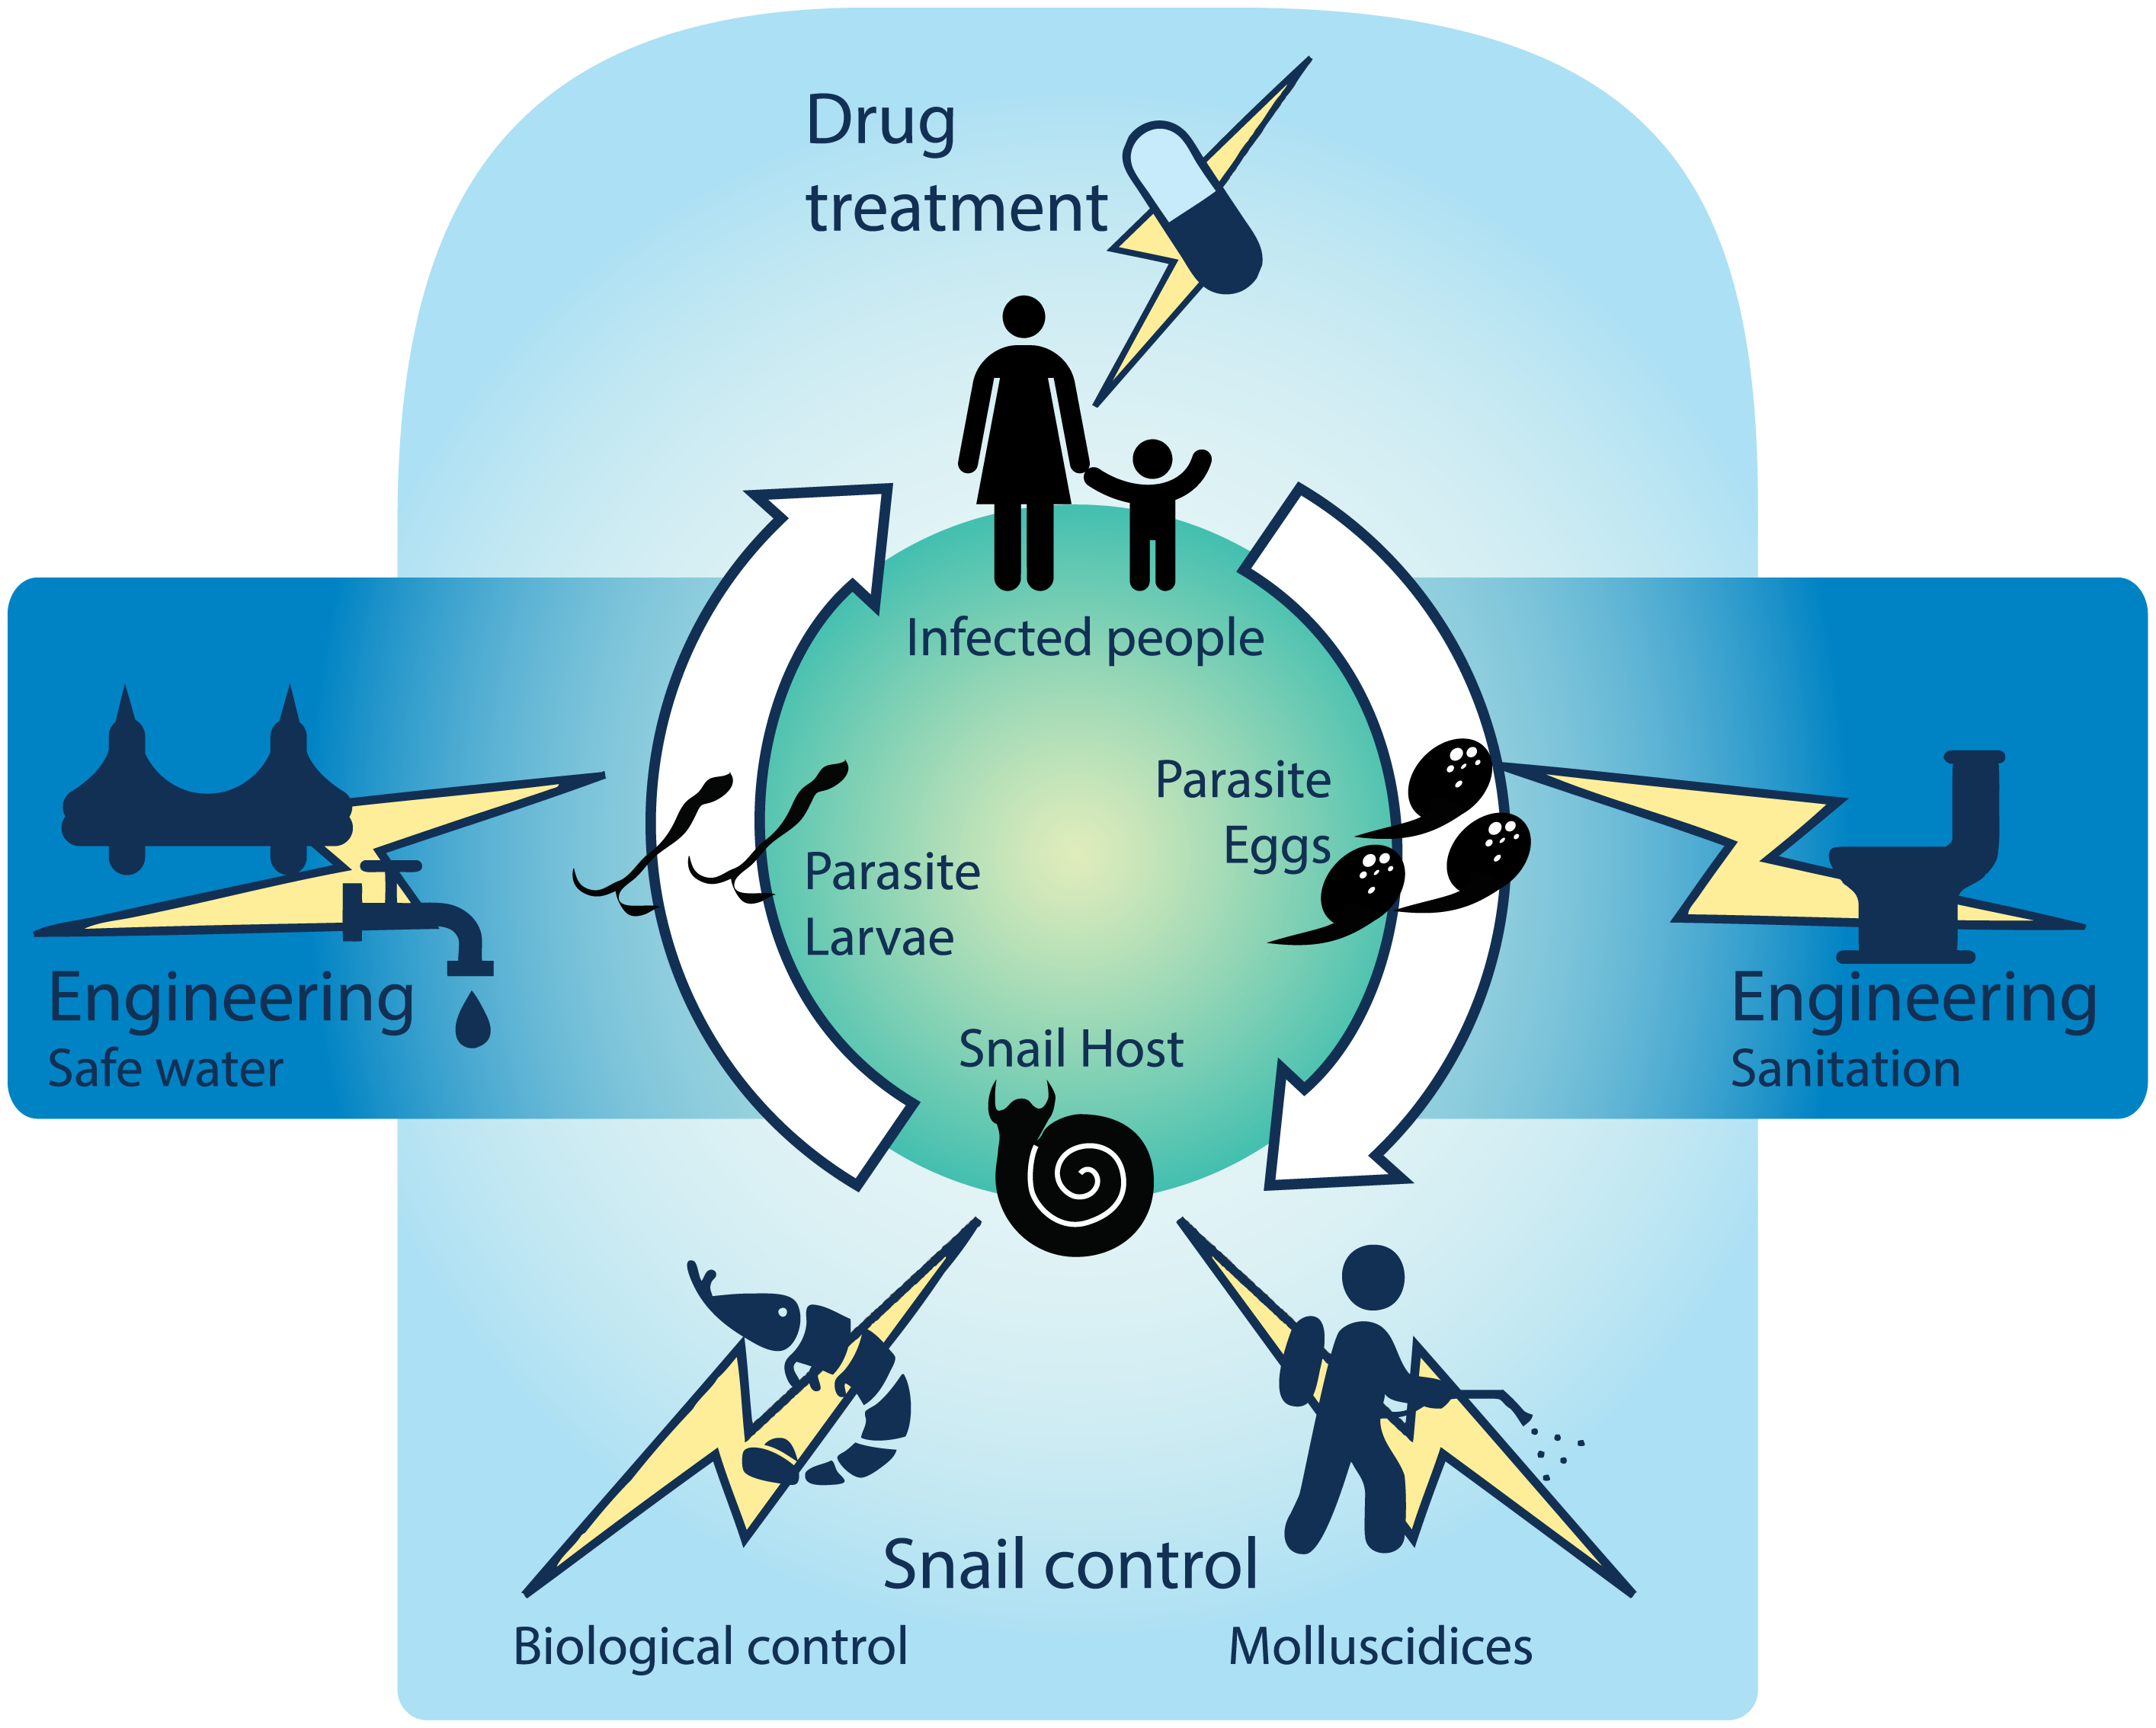 Drug
treatment
Infected people
Parasite
Eggs
Parasite
Larvae
Engineering
Safe water
Engineering
Sanitation
Snail Host
Snail control
Biological control
Molluscidices